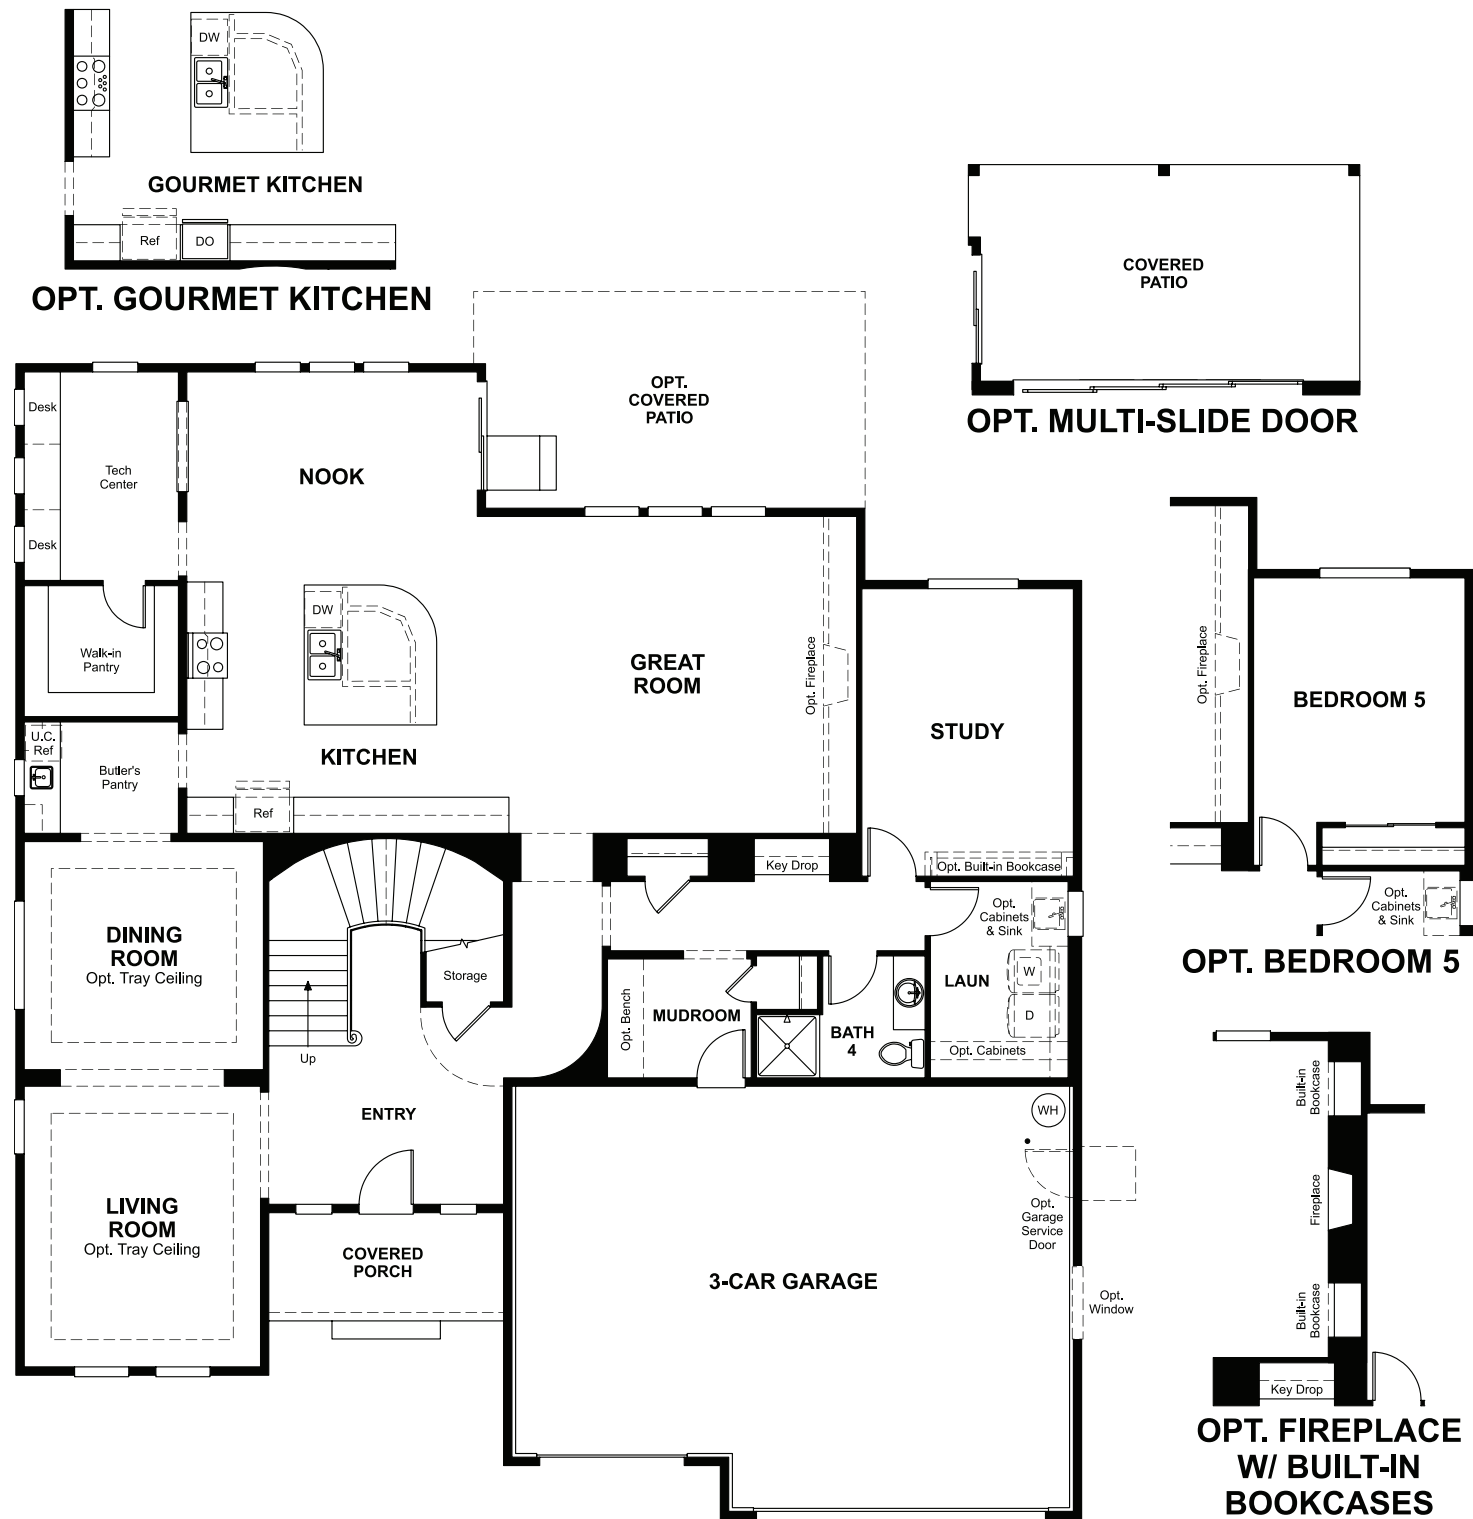 DW
GOURMET KITCHEN
Ref
DO
OPT. GOURMET KITCHEN
COVERED
PATIO
OPT. MULTI-SLIDE DOOR
OPT.
COVERED
PATIO
Desk
Tech
Center
Desk
NOOK
Walk-in
Pantry
DW
GREAT
ROOM
Opt. Fireplace
STUDY
KITCHEN
U.C.
Ref
Butler's
Pantry
Ref
Key Drop
Opt. Built-in Bookcase
Opt.
Cabinets
& Sink
DINING
ROOM
Opt. Tray Ceiling
Storage
Up
Opt. Bench
MUDROOM
BATH
4
LAUN
W
D
Opt. Cabinets
ENTRY
WH
LIVING
ROOM
Opt. Tray Ceiling
COVERED
PORCH
3-CAR GARAGE
Opt.
Garage
Service
Door
Opt.
Window
Opt. Fireplace
BEDROOM 5
Opt.
Cabinets
& Sink
OPT. BEDROOM 5
Built-in
Bookcase
Fireplace
Built-in
Bookcase
Key Drop
OPT. FIREPLACE
W/ BUILT-IN
BOOKCASES